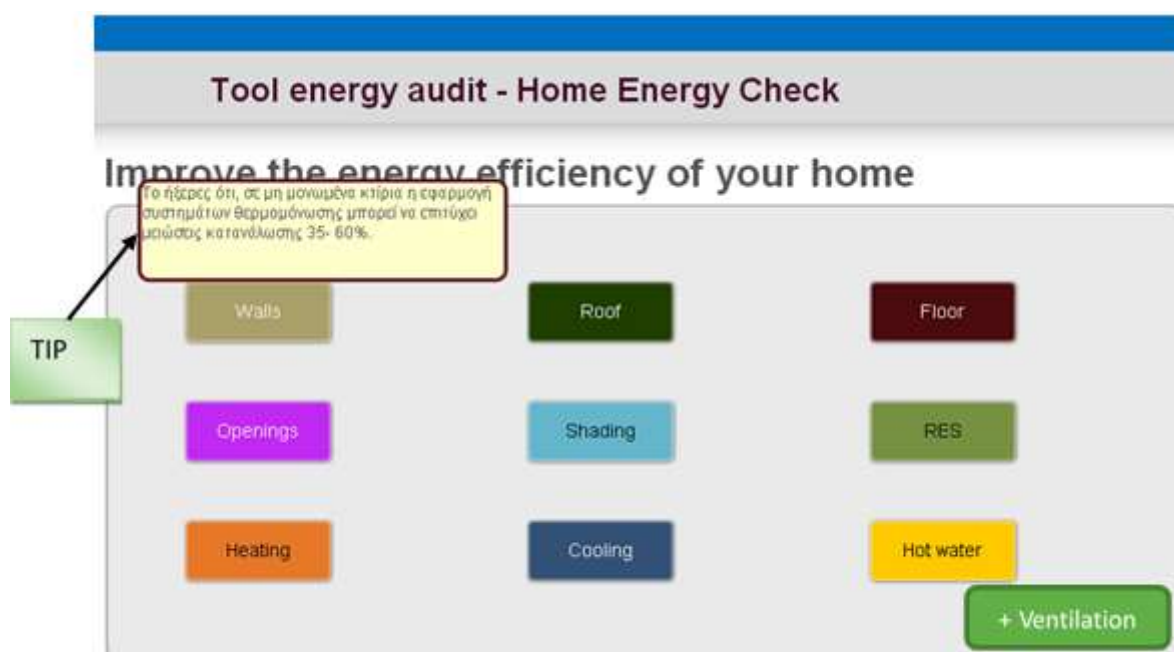 Tool energy audit - Home Energy Check
Improve the energy efficiency of your home
Το ήξερες ότι, σε μη μονωμένα κτίρια η εφαρμογή
συστημάτων θερμομόνωσης μπορεί να επιτύχει
μειώσεις κατανάλωσης 35- 60%.
TIP
Walls
Roof
Floor
Openings
Shading
RES
Heating
Cooling
Hot water
+ Ventilation